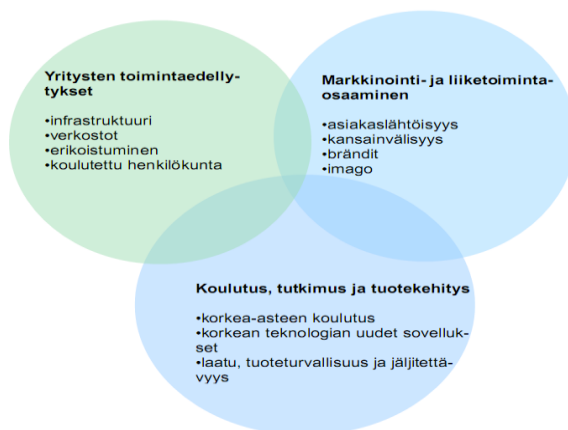 Yritysten toimintaedelly-
tykset
•infrastruktuuri
•verkostot
•erikoistuminen
•koulutettu henkilökunta
Markkinointi- ja liiketoiminta-
osaaminen
•asiakaslähtöisyys
•kansainvälisyys
•brändit
•imago
Koulutus, tutkimus ja tuotekehitys
•korkea-asteen koulutus
•korkean teknologian uudet sovelluk-
set
•laatu, tuoteturvallisuus ja jäljitettä-
vyys